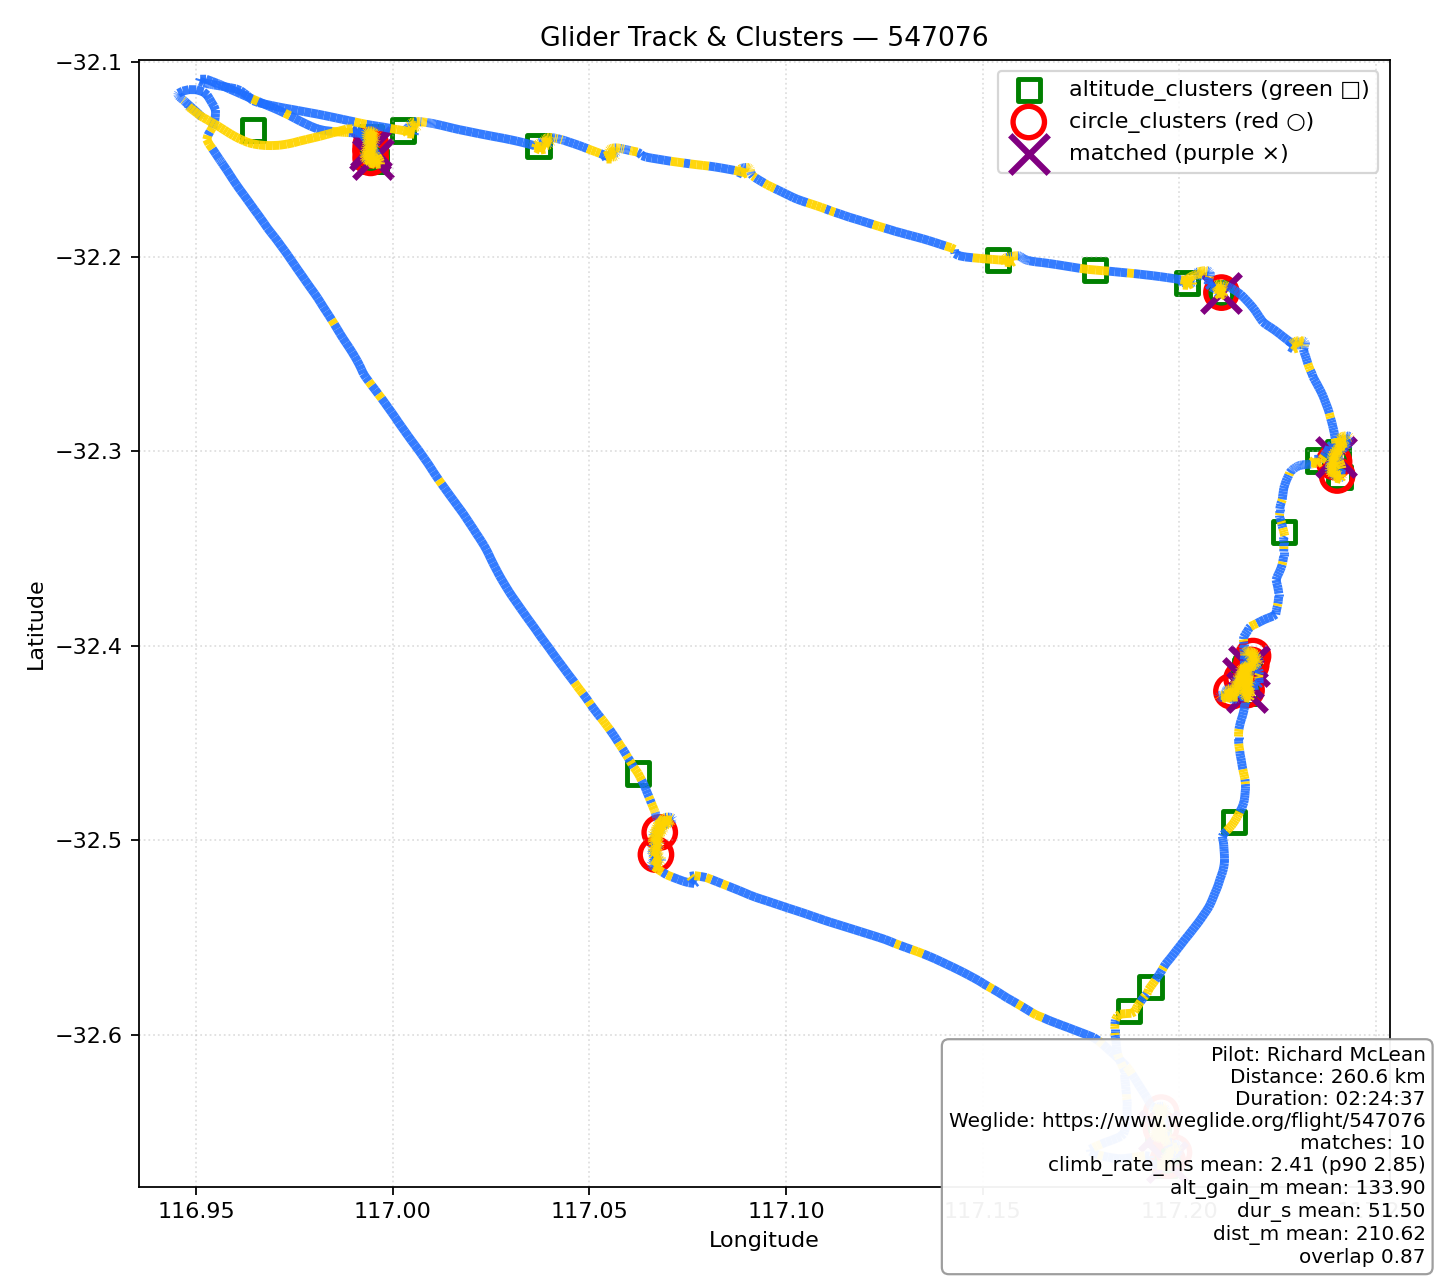 Glider Track & Clusters — 547076
altitude_clusters (green □)
circle_clusters (red ○)
matched (purple ×)
−32.1
−32.2
−32.3
−32.4
−32.5
−32.6
Latitude
116.95
117.00
117.05
117.10
117.15
117.20
Longitude
Pilot: Richard McLean
Distance: 260.6 km
Duration: 02:24:37
Weglide: https://www.weglide.org/flight/547076
matches: 10
climb_rate_ms mean: 2.41 (p90 2.85)
alt_gain_m mean: 133.90
dur_s mean: 51.50
dist_m mean: 210.62
overlap 0.87